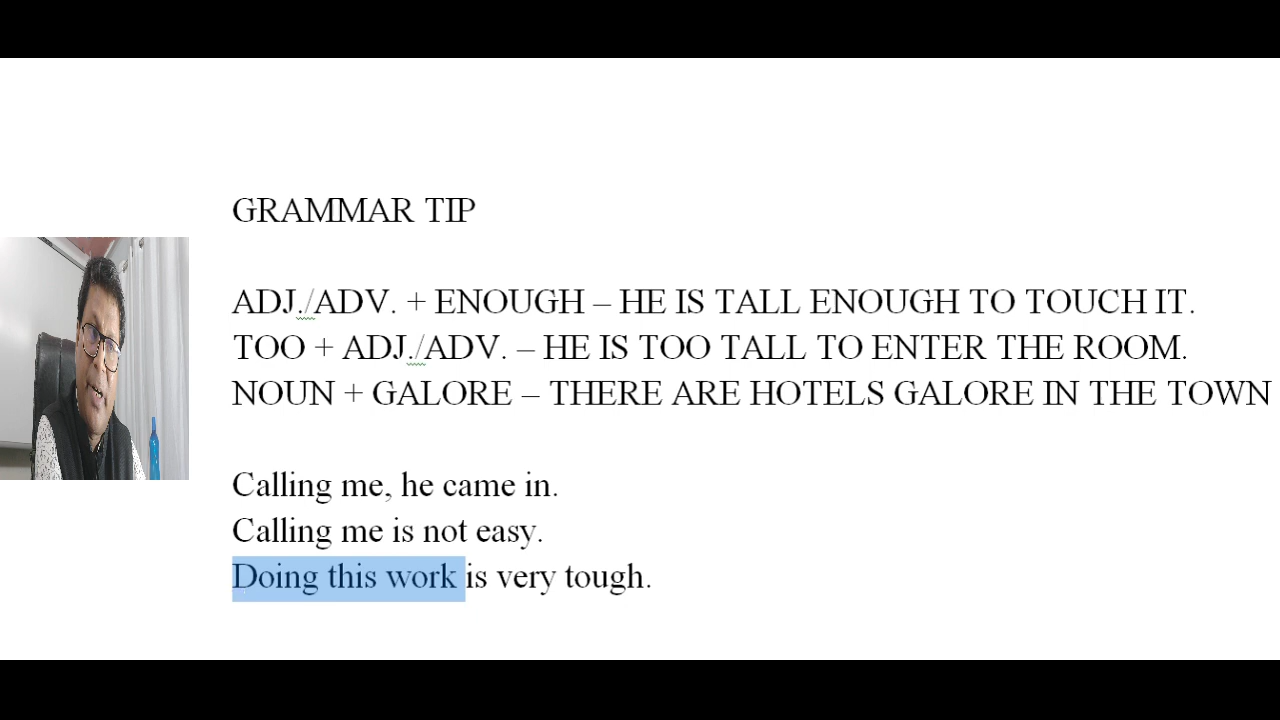 GRAMMAR TIP
ADJ./ADV. + ENOUGH – HE IS TALL ENOUGH TO TOUCH IT.
TOO + ADJ./ADV. – HE IS TOO TALL TO ENTER THE ROOM.
NOUN + GALORE – THERE ARE HOTELS GALORE IN THE TOWN
Calling me, he came in.
Calling me is not easy.
Doing this work is very tough.